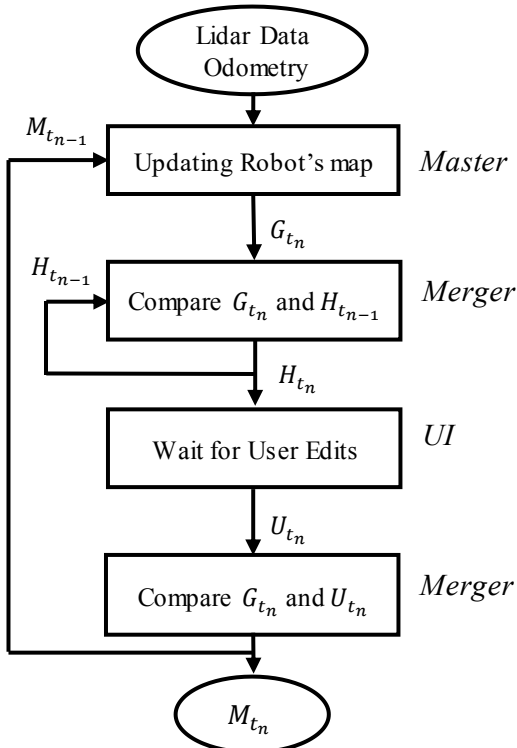 Lidar Data
Odometry
$M_{t_{n-1}}$
Updating Robot's map
Master
$G_{t_n}$
$H_{t_{n-1}}$
Compare $G_{t_n}$ and $H_{t_{n-1}}$
Merger
$H_{t_n}$
Wait for User Edits
UI
$U_{t_n}$
Compare $G_{t_n}$ and $U_{t_n}$
Merger
$M_{t_n}$